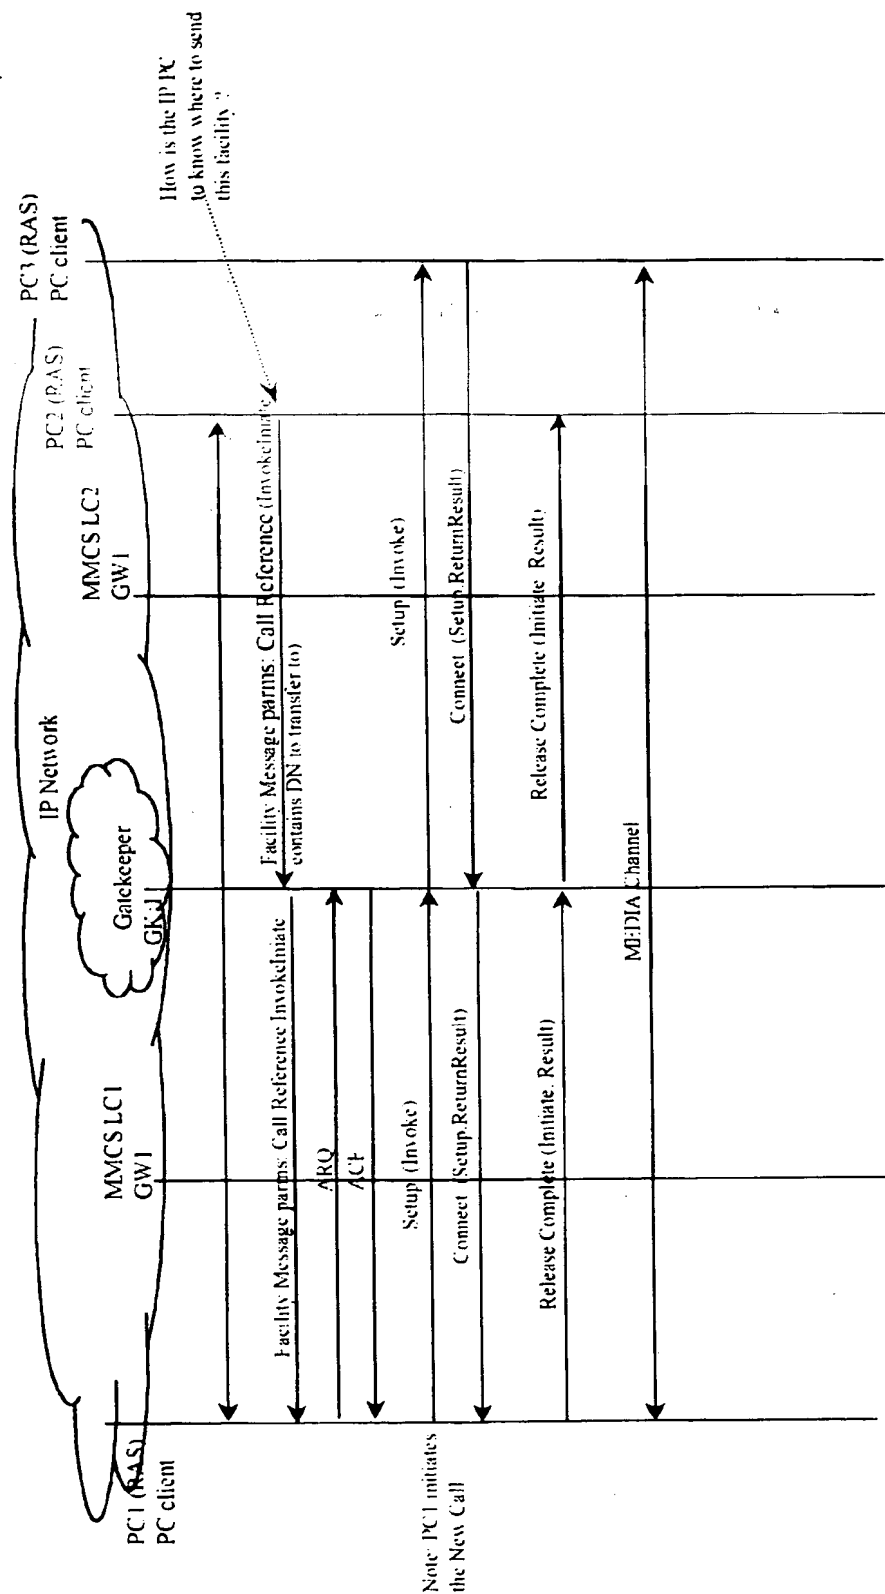 PC1 (RAS)
PC client
MMCS LC1
GW1
Gatekeeper
GK1
IP Network
MMCS LC2
GW1
PC2 (RAS)
PC client
PC3 (RAS)
PC client
How is the IP PC
to know where to send
this facility ?
Facility Message parms: Call Reference InvokeIniate
Facility Message parms: Call Reference (InvokeIniate
contains DN to transfer to)
ARQ
ACF
Note: PC1 initiates
the New Call
Setup (Invoke)
Setup (Invoke)
Connect (Setup.ReturnResult)
Connect (Setup.ReturnResult)
Release Complete (Initiate. Result)
Release Complete (Initiate. Result)
MEDIA Channel